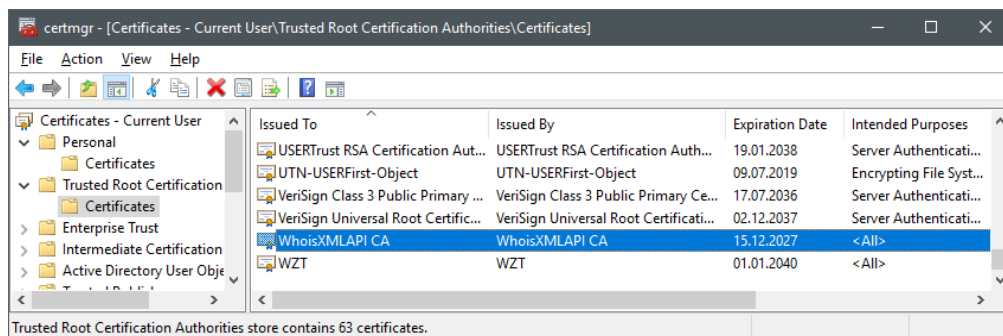 certmgr - [Certificates - Current User\Trusted Root Certification Authorities\Certificates]
File Action View Help
Certificates - Current User
Personal
Certificates
Trusted Root Certification
Certificates
Enterprise Trust
Intermediate Certification
Active Directory User Obje
Issued To Issued By Expiration Date Intended Purposes
USERTrust RSA Certification Aut... USERTrust RSA Certification Auth... 19.01.2038 Server Authenticati...
UTN-USERFirst-Object UTN-USERFirst-Object 09.07.2019 Encrypting File Syst...
VeriSign Class 3 Public Primary ... VeriSign Class 3 Public Primary Ce... 17.07.2036 Server Authenticati...
VeriSign Universal Root Certific... VeriSign Universal Root Certificati... 02.12.2037 Server Authenticati...
WhoisXMLAPI CA WhoisXMLAPI CA 15.12.2027 <All>
WZT WZT 01.01.2040 <All>
Trusted Root Certification Authorities store contains 63 certificates.